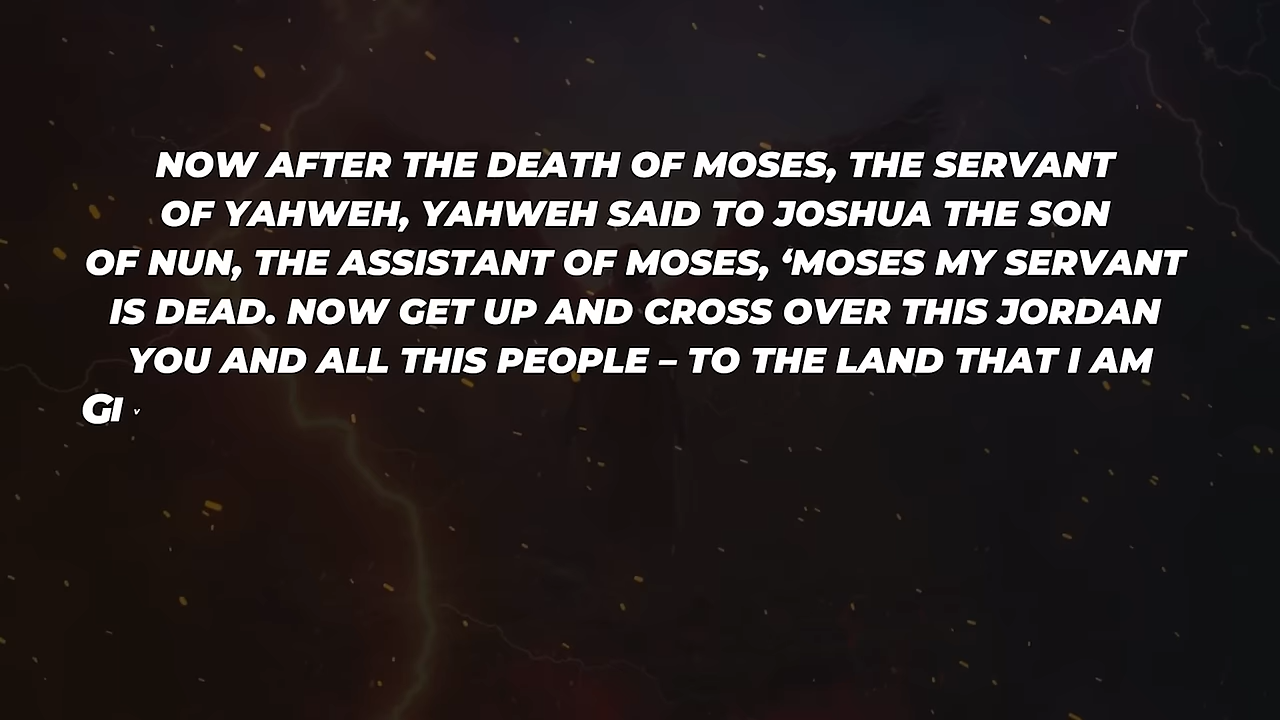 NOW AFTER THE DEATH OF MOSES, THE SERVANT
OF YAHWEH, YAHWEH SAID TO JOSHUA THE SON
OF NUN, THE ASSISTANT OF MOSES, ‘MOSES MY SERVANT
IS DEAD. NOW GET UP AND CROSS OVER THIS JORDAN
YOU AND ALL THIS PEOPLE – TO THE LAND THAT I AM
GIV